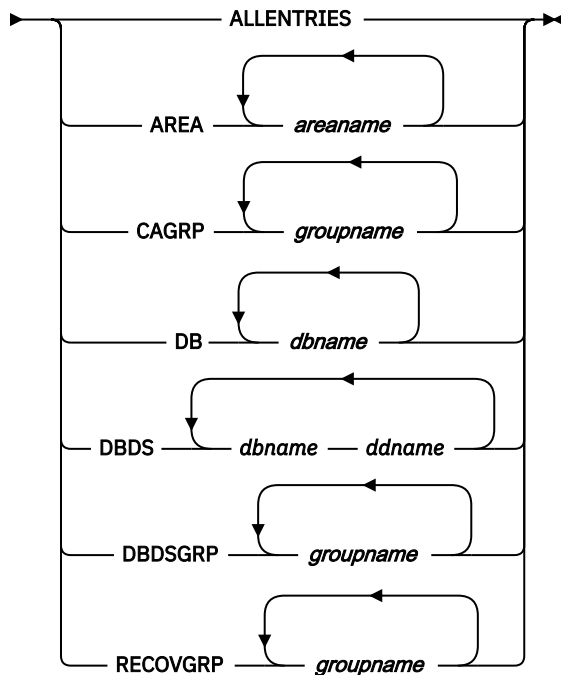 ALLENTRIES
AREA areaname
CAGRP groupname
DB dbname
DBDS dbname ddname
DBDSGRP groupname
RECOVGRP groupname